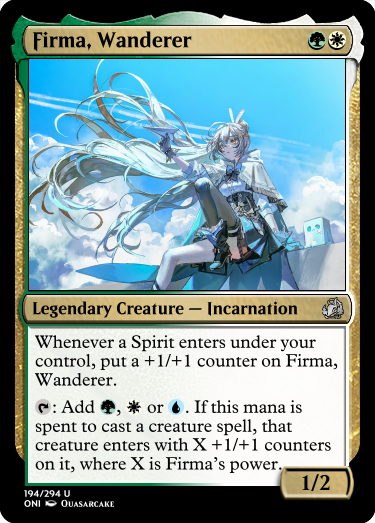 Firma, Wanderer
Legendary Creature — Incarnation
Whenever a Spirit enters under your
control, put a +1/+1 counter on Firma,
Wanderer.
: Add , or . If this mana is
spent to cast a creature spell, that
creature enters with X +1/+1 counters
on it, where X is Firma's power.
1/2
194/294 U
ONI Quasarcake